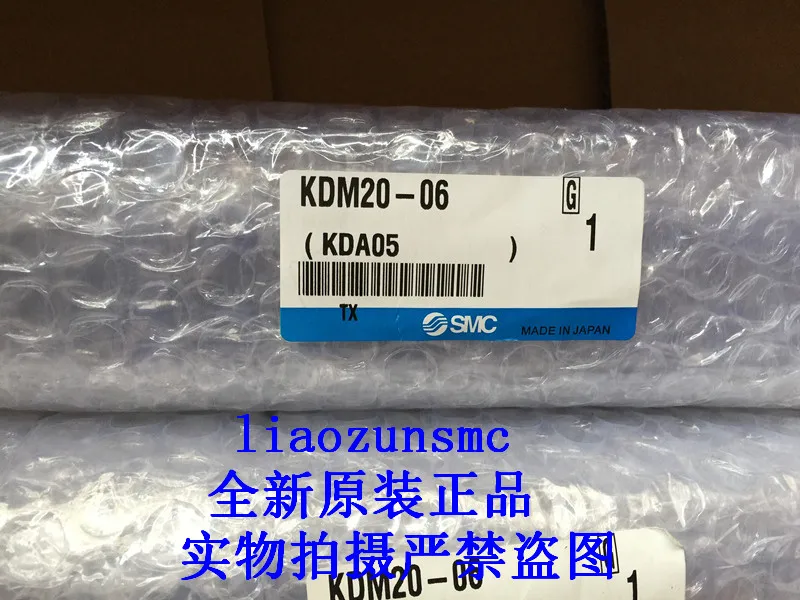 KDM20-06
G
1
(KDA05 )
TX
SMC
MADE IN JAPAN
liaozunsmc
全新原装正品
实物拍摄严禁盗图
G
KDM20-06
1